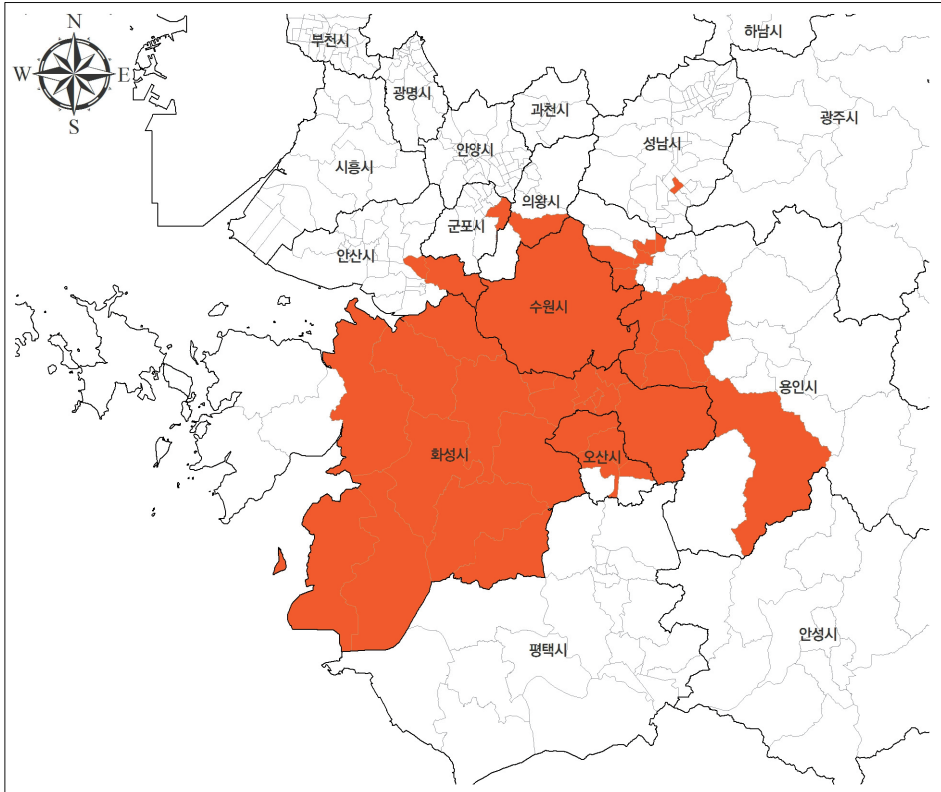 N
W E
S
부천시
하남시
광명시
과천시
광주시
안양시
성남시
시흥시
의왕시
군포시
안산시
수원시
용인시
화성시
오산시
안성시
평택시